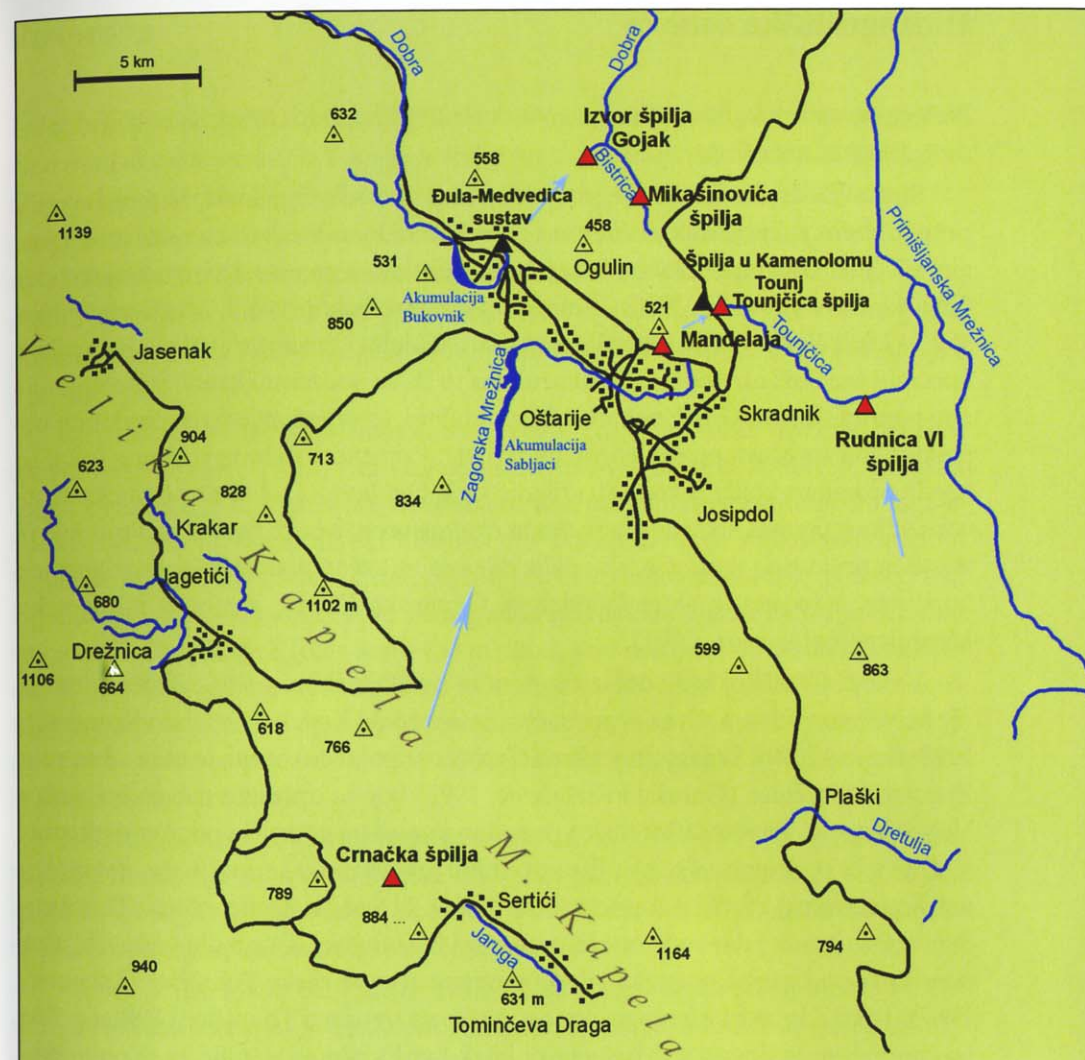 5 km
Dobra
Dobra
632
Izvor špilja
Gojak
558
Bistrica
Đula-Medvedica
sustav
Mikašinovića
špilja
1139
458
Ogulin
Primišljanska Mrežnica
531
Špilja u Kamenolomu
Tounj
Tounjčica špilja
Akumulacija
Bukovnik
850
521
Mandelaja
Tounjčica
Jasenak
Velika Kapela
Zagorska Mrežnica
Oštarije
Skradnik
904
713
Akumulacija
Sabljaci
Rudnica VI
špilja
623
828
834
Krakar
Josipdol
Jagetići
680
1102 m
Drežnica
1106
664
599
863
618
766
Plaški
Dretulja
Crnačka špilja
M. Kapela
789
Sertići
884 ...
Jaruga
1164
794
940
631 m
Tominčeva Draga